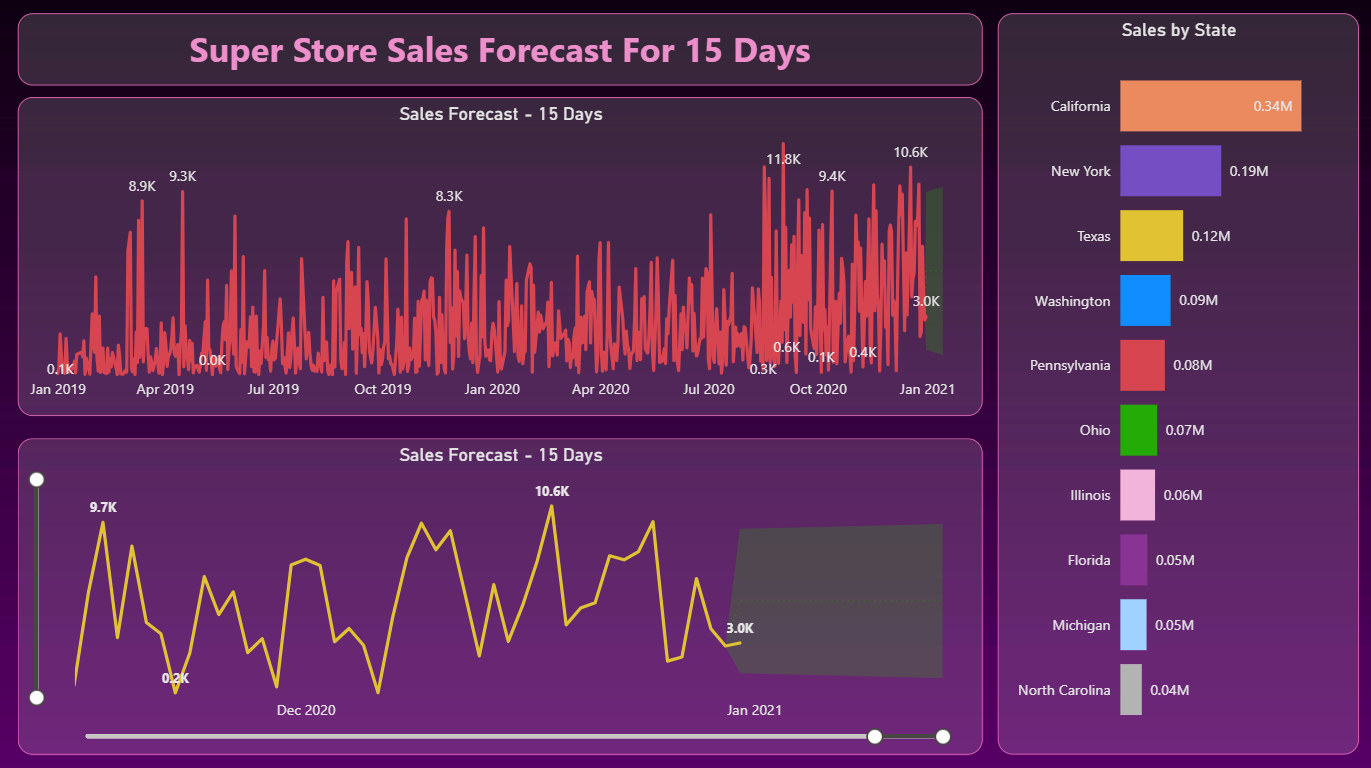 Super Store Sales Forecast For 15 Days
Sales Forecast - 15 Days
11.8K
10.6K
9.3K
9.4K
8.9K
8.3K
3.0K
0.6K
0.1K
0.4K
0.0K
0.1K
0.3K
Jan 2019 Apr 2019 Jul 2019 Oct 2019 Jan 2020 Apr 2020 Jul 2020 Oct 2020 Jan 2021
Sales Forecast - 15 Days
10.6K
9.7K
3.0K
0.2K
Dec 2020 Jan 2021
Sales by State
California 0.34M
New York 0.19M
Texas 0.12M
Washington 0.09M
Pennsylvania 0.08M
Ohio 0.07M
Illinois 0.06M
Florida 0.05M
Michigan 0.05M
North Carolina 0.04M